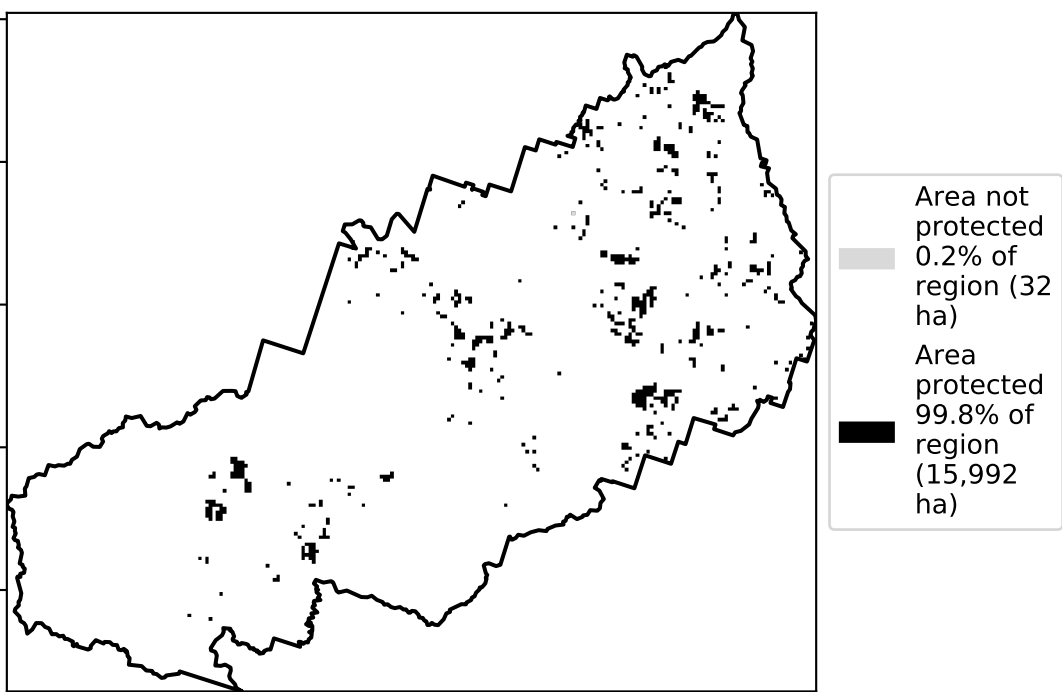 Area not
protected
0.2% of
region (32
ha)
Area
protected
99.8% of
region
(15,992
ha)